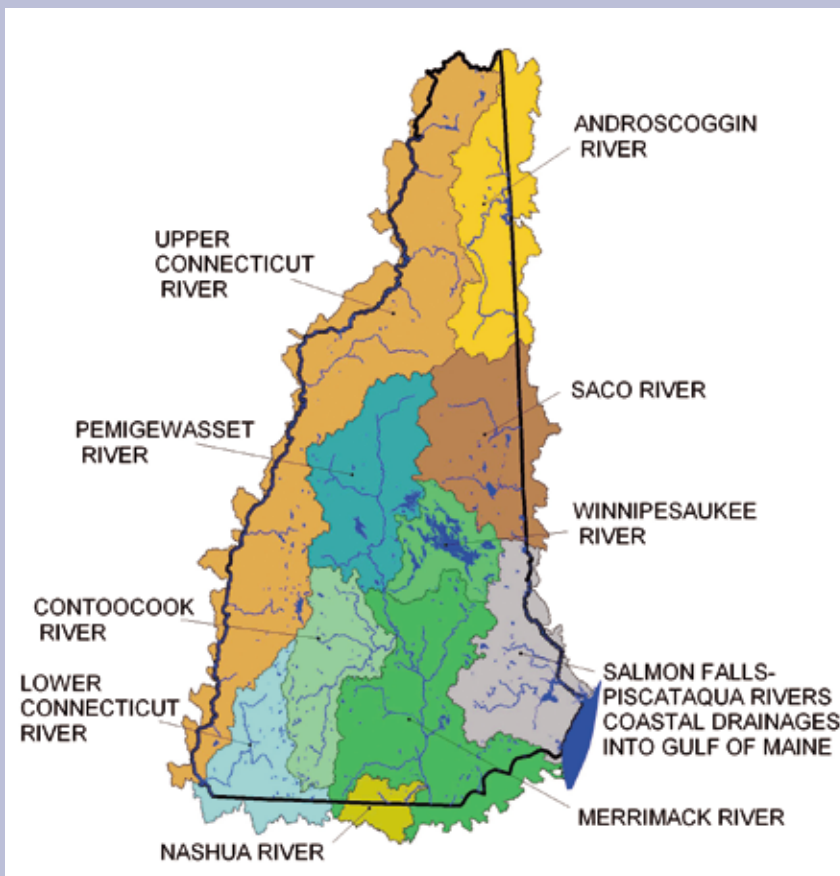 ANDROSCOGGIN
RIVER
UPPER
CONNECTICUT
RIVER
SACO RIVER
PEMIGEWASSET
RIVER
WINNIPESAUKEE
RIVER
CONTOOCOOK
RIVER
LOWER
CONNECTICUT
RIVER
SALMON FALLS-
PISCATAQUA RIVERS
COASTAL DRAINAGES
INTO GULF OF MAINE
MERRIMACK RIVER
NASHUA RIVER